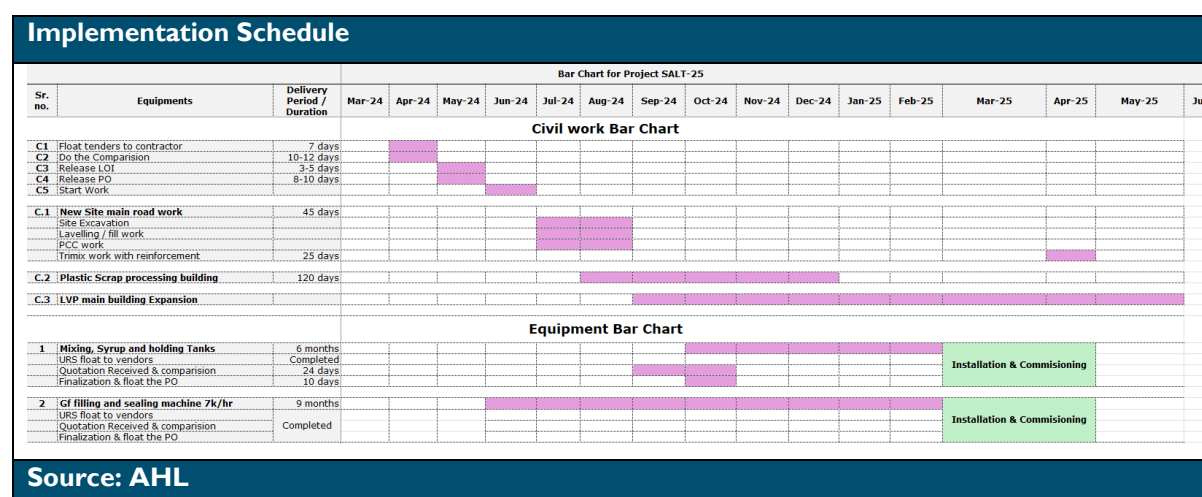 Implementation Schedule
Bar Chart for Project SALT-25
Sr. no. Equipments Delivery Period / Duration Mar-24 Apr-24 May-24 Jun-24 Jul-24 Aug-24 Sep-24 Oct-24 Nov-24 Dec-24 Jan-25 Feb-25 Mar-25 Apr-25 May-25
Civil work Bar Chart
C1 Float tenders to contractor 7 days
C2 Do the Comparision 10-12 days
C3 Release LOI 3-5 days
C4 Release PO 8-10 days
C5 Start Work
C.1 New Site main road work 45 days
Site Excavation
Lavelling / fill work
PCC work
Trimix work with reinforcement 25 days
C.2 Plastic Scrap processing building 120 days
C.3 LVP main building Expansion
Equipment Bar Chart
1 Mixing, Syrup and holding Tanks 6 months
URS float to vendors Completed
Installation & Commisioning
Quotation Received & comparision 24 days
Finalization & float the PO 10 days
2 Gf filling and sealing machine 7k/hr 9 months
URS float to vendors
Quotation Received & comparision Completed
Installation & Commisioning
Finalization & float the PO
Source: AHL